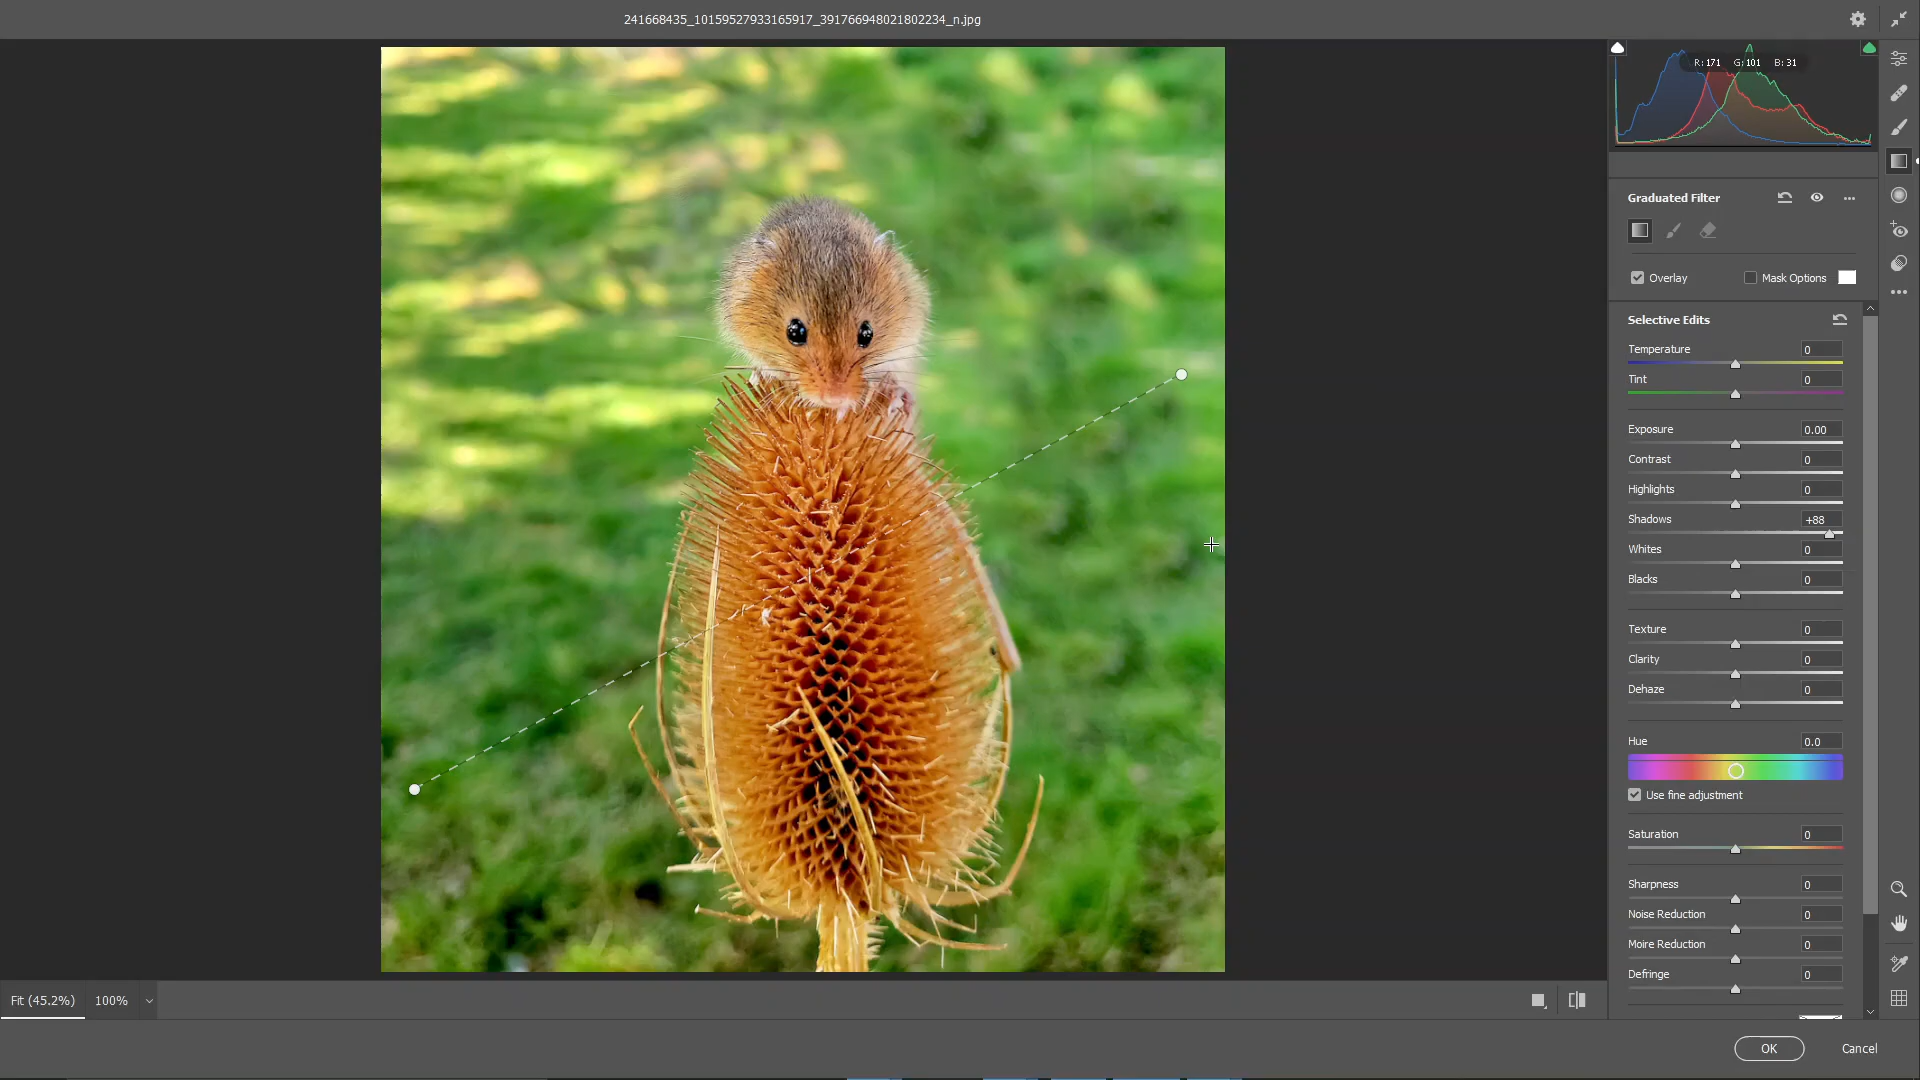 241668435_10159527933165917_391766948021802234_n.jpg
R: 171 G: 101 B: 31
Graduated Filter
Overlay
Mask Options
Selective Edits
Temperature 0
Tint 0
Exposure 0.00
Contrast 0
Highlights 0
Shadows +88
Whites 0
Blacks 0
Texture 0
Clarity 0
Dehaze 0
Hue 0.0
Use fine adjustment
Saturation 0
Sharpness 0
Noise Reduction 0
Moire Reduction 0
Defringe 0
Fit (45.2%) 100%
OK Cancel